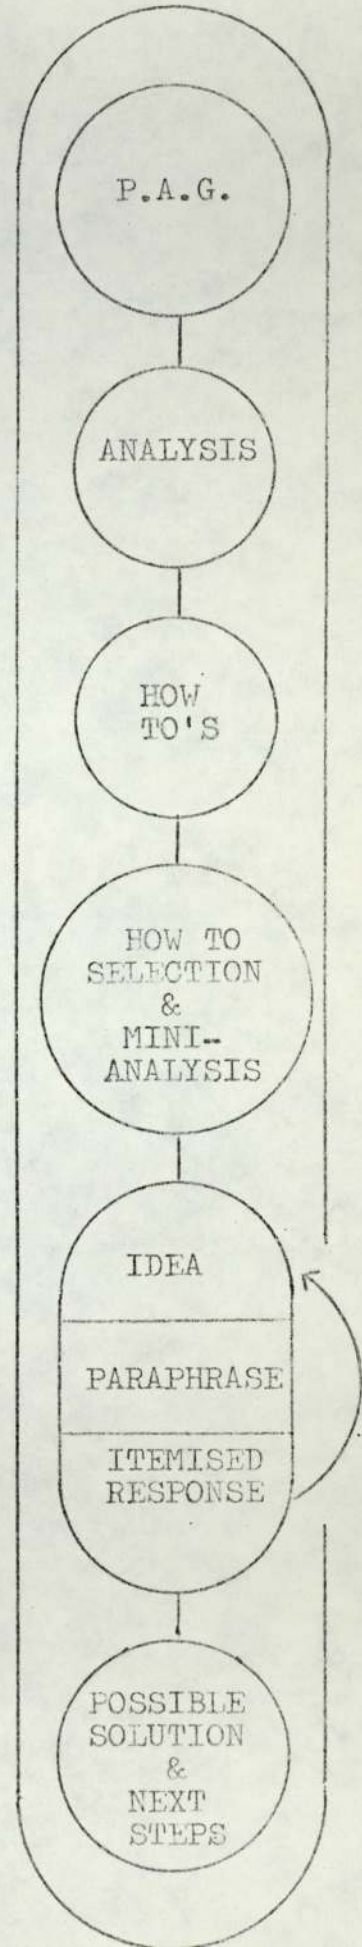 P.A.G.
ANALYSIS
HOW
TO'S
HOW TO
SELECTION
&
MINI-
ANALYSIS
IDEA
PARAPHRASE
ITEMISED
RESPONSE
POSSIBLE
SOLUTION
&
NEXT
STEPS